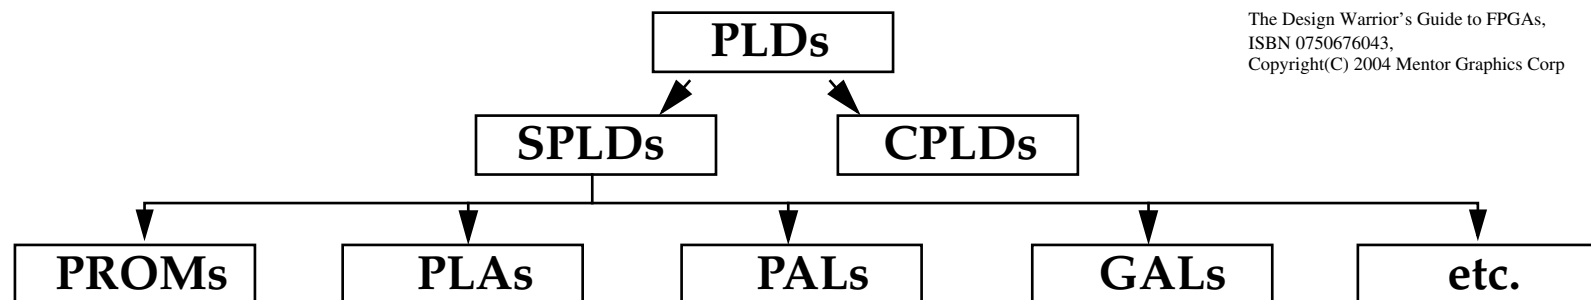 PLDs
The Design Warrior's Guide to FPGAs,
ISBN 0750676043,
Copyright(C) 2004 Mentor Graphics Corp
SPLDs
CPLDs
PROMs
PLAs
PALs
GALs
etc.